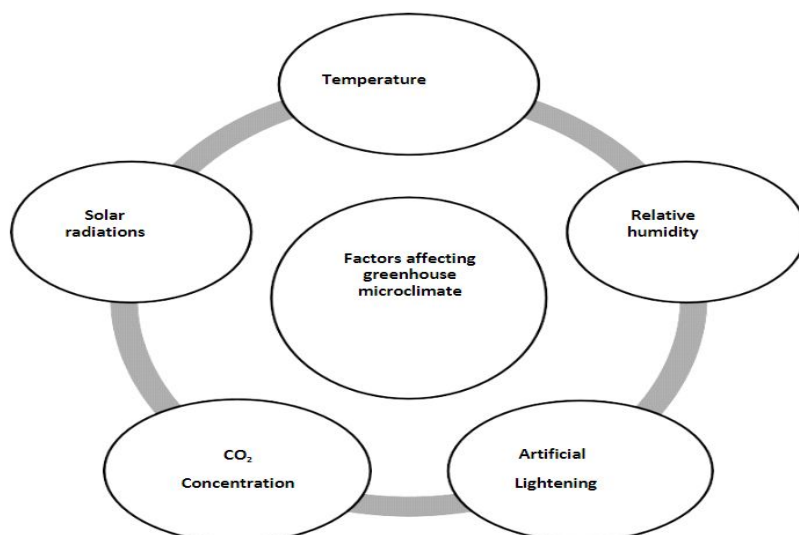 Temperature
Solar
radiations
Relative
humidity
Factors affecting
greenhouse
microclimate
CO₂
Concentration
Artificial
Lightening